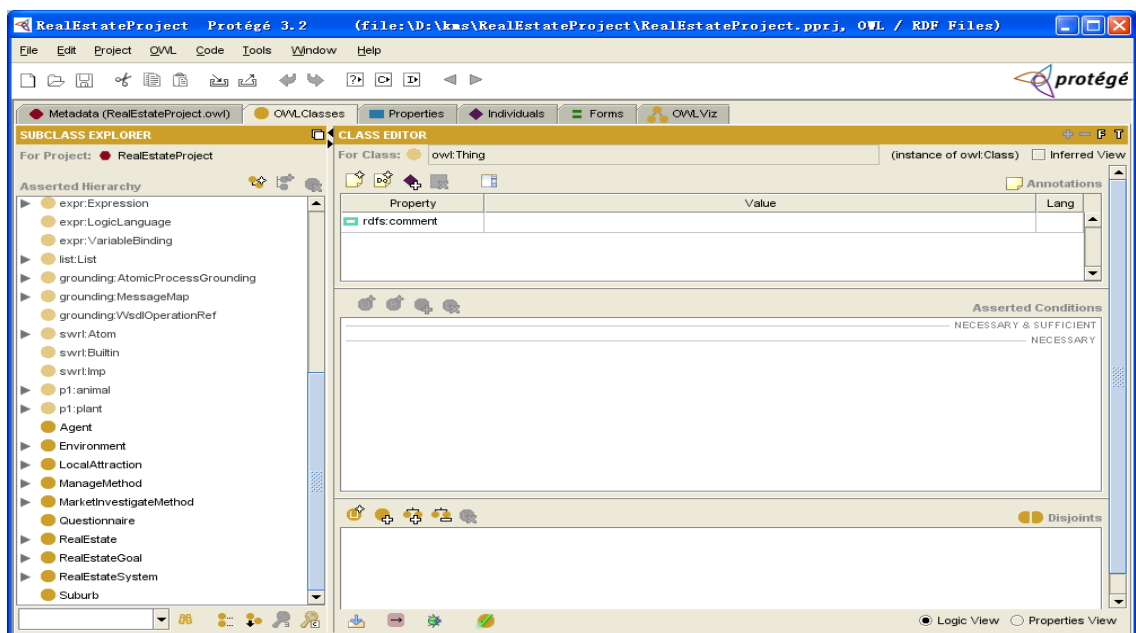 RealEstateProject Protégé 3.2 (file:\D:\kms\RealEstateProject\RealEstateProject.pprj, OWL / RDF Files)
File Edit Project OWL Code Tools Window Help
protégé
Metadata (RealEstateProject.owl) OWLClasses Properties Individuals Forms OWLViz
SUBCLASS EXPLORER
For Project: RealEstateProject
Asserted Hierarchy
expr:Expression
expr:LogicLanguage
expr:VariableBinding
list:List
grounding:AtomicProcessGrounding
grounding:MessageMap
grounding:WsdlOperationRef
swrl:Atom
swrl:Builtin
swrl:Imp
p1:animal
p1:plant
Agent
Environment
LocalAttraction
ManageMethod
MarketInvestigateMethod
Questionnaire
RealEstate
RealEstateGoal
RealEstateSystem
Suburb
CLASS EDITOR
F T
For Class: owl:Thing (instance of owl:Class) Inferred View
Annotations
Property Value Lang
rdfs:comment
Asserted Conditions
NECESSARY & SUFFICIENT
NECESSARY
Disjoints
Logic View Properties View